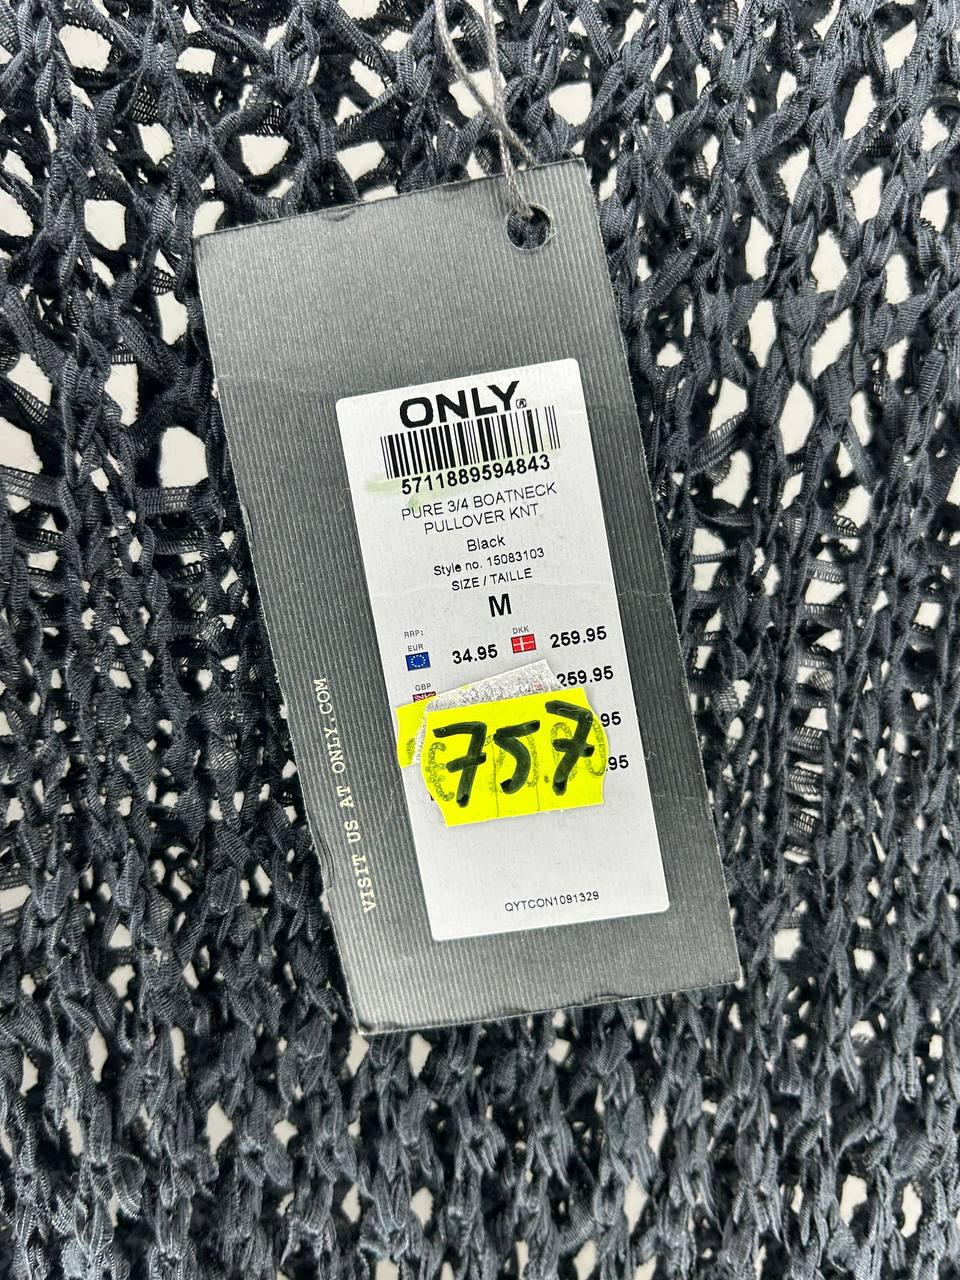 ONLY®
5711889594843
PURE 3/4 BOATNECK
PULLOVER KNT
Black
Style no. 15083103
SIZE / TAILLE
M
RRP:
EUR 34.95 DKK 259.95
GBP 259.95
95
.95
757
QYTCON1091329
VISIT US AT ONLY.COM